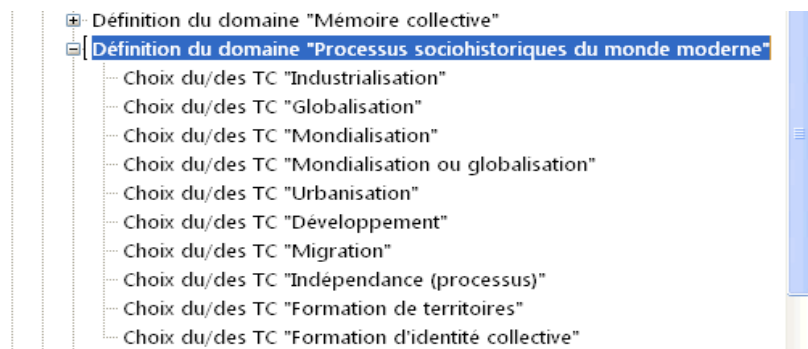 Définition du domaine "Mémoire collective"
Définition du domaine "Processus sociohistoriques du monde moderne"
Choix du/des TC "Industrialisation"
Choix du/des TC "Globalisation"
Choix du/des TC "Mondialisation"
Choix du/des TC "Mondialisation ou globalisation"
Choix du/des TC "Urbanisation"
Choix du/des TC "Développement"
Choix du/des TC "Migration"
Choix du/des TC "Indépendance (processus)"
Choix du/des TC "Formation de territoires"
Choix du/des TC "Formation d'identité collective"